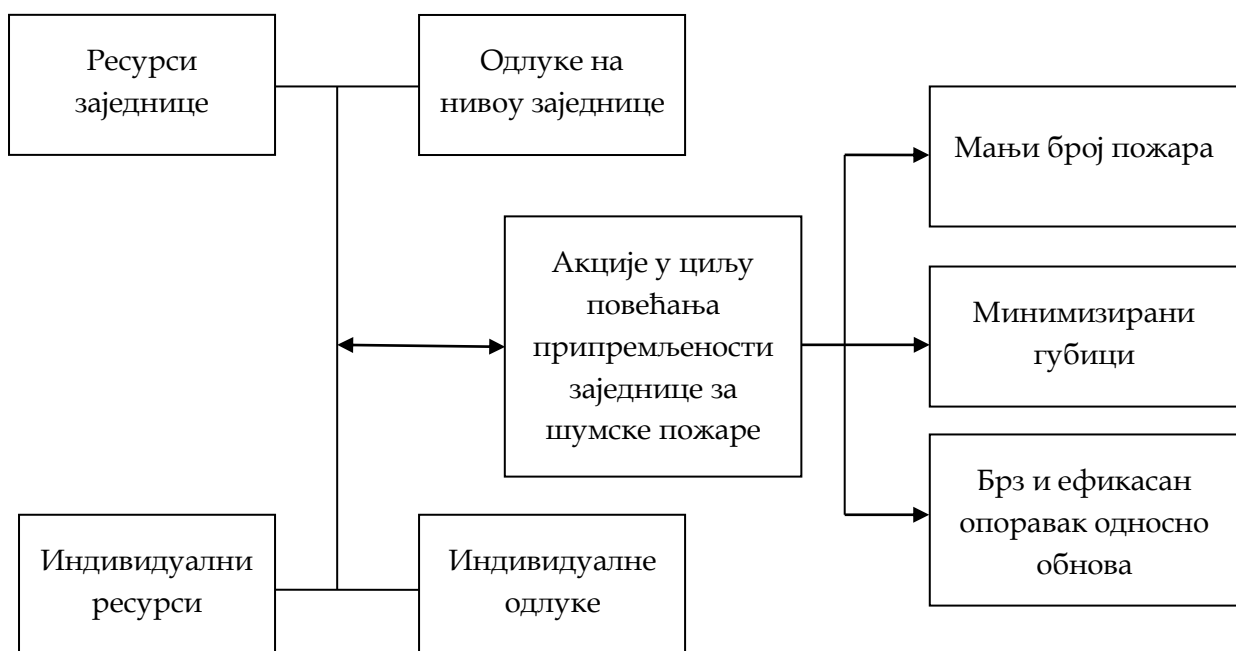 Ресурси
заједнице
Одлуке на
нивоу заједнице
Мањи број пожара
Акције у циљу
повећања
припремљености
заједнице за
шумске пожаре
Минимизирани
губици
Брз и ефикасан
опоравак односно
обнова
Индивидуални
ресурси
Индивидуалне
одлуке